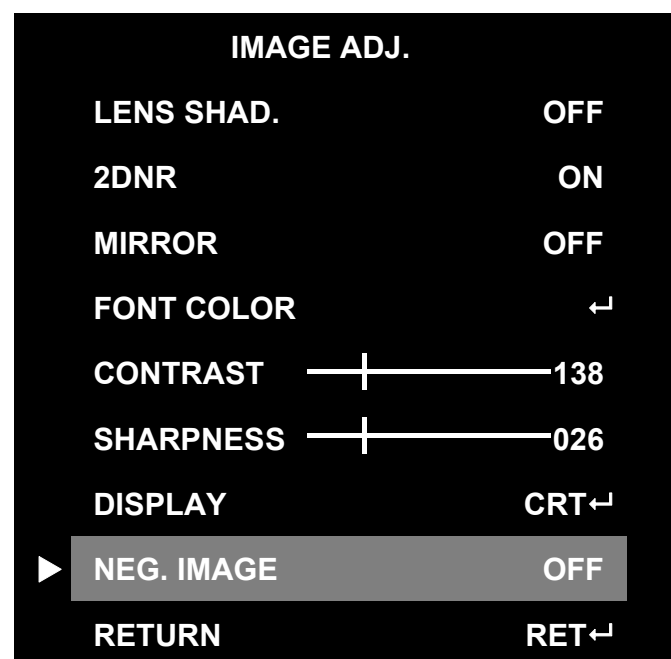 IMAGE ADJ.
LENS SHAD. OFF
2DNR ON
MIRROR OFF
FONT COLOR ↵
CONTRAST 138
SHARPNESS 026
DISPLAY CRT↵
NEG. IMAGE OFF
RETURN RET↵